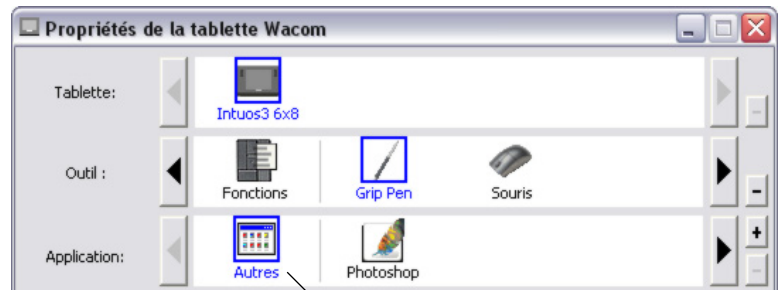 Propriétés de la tablette Wacom
Tablette:
Intuos3 6x8
Outil :
Fonctions Grip Pen Souris
Application:
Autres Photoshop